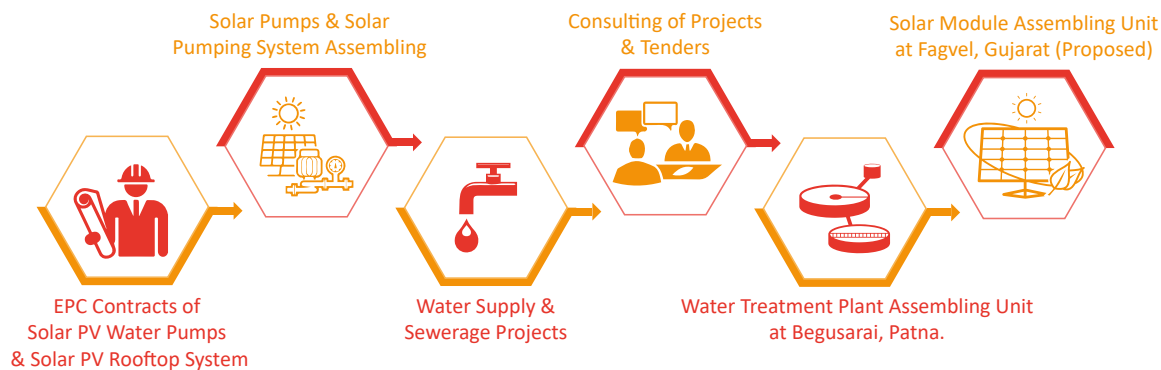 EPC Contracts of
Solar PV Water Pumps
& Solar PV Rooftop System
Solar Pumps & Solar
Pumping System Assembling
Water Supply &
Sewerage Projects
Consulting of Projects
& Tenders
Water Treatment Plant Assembling Unit
at Begusarai, Patna.
Solar Module Assembling Unit
at Fagvel, Gujarat (Proposed)